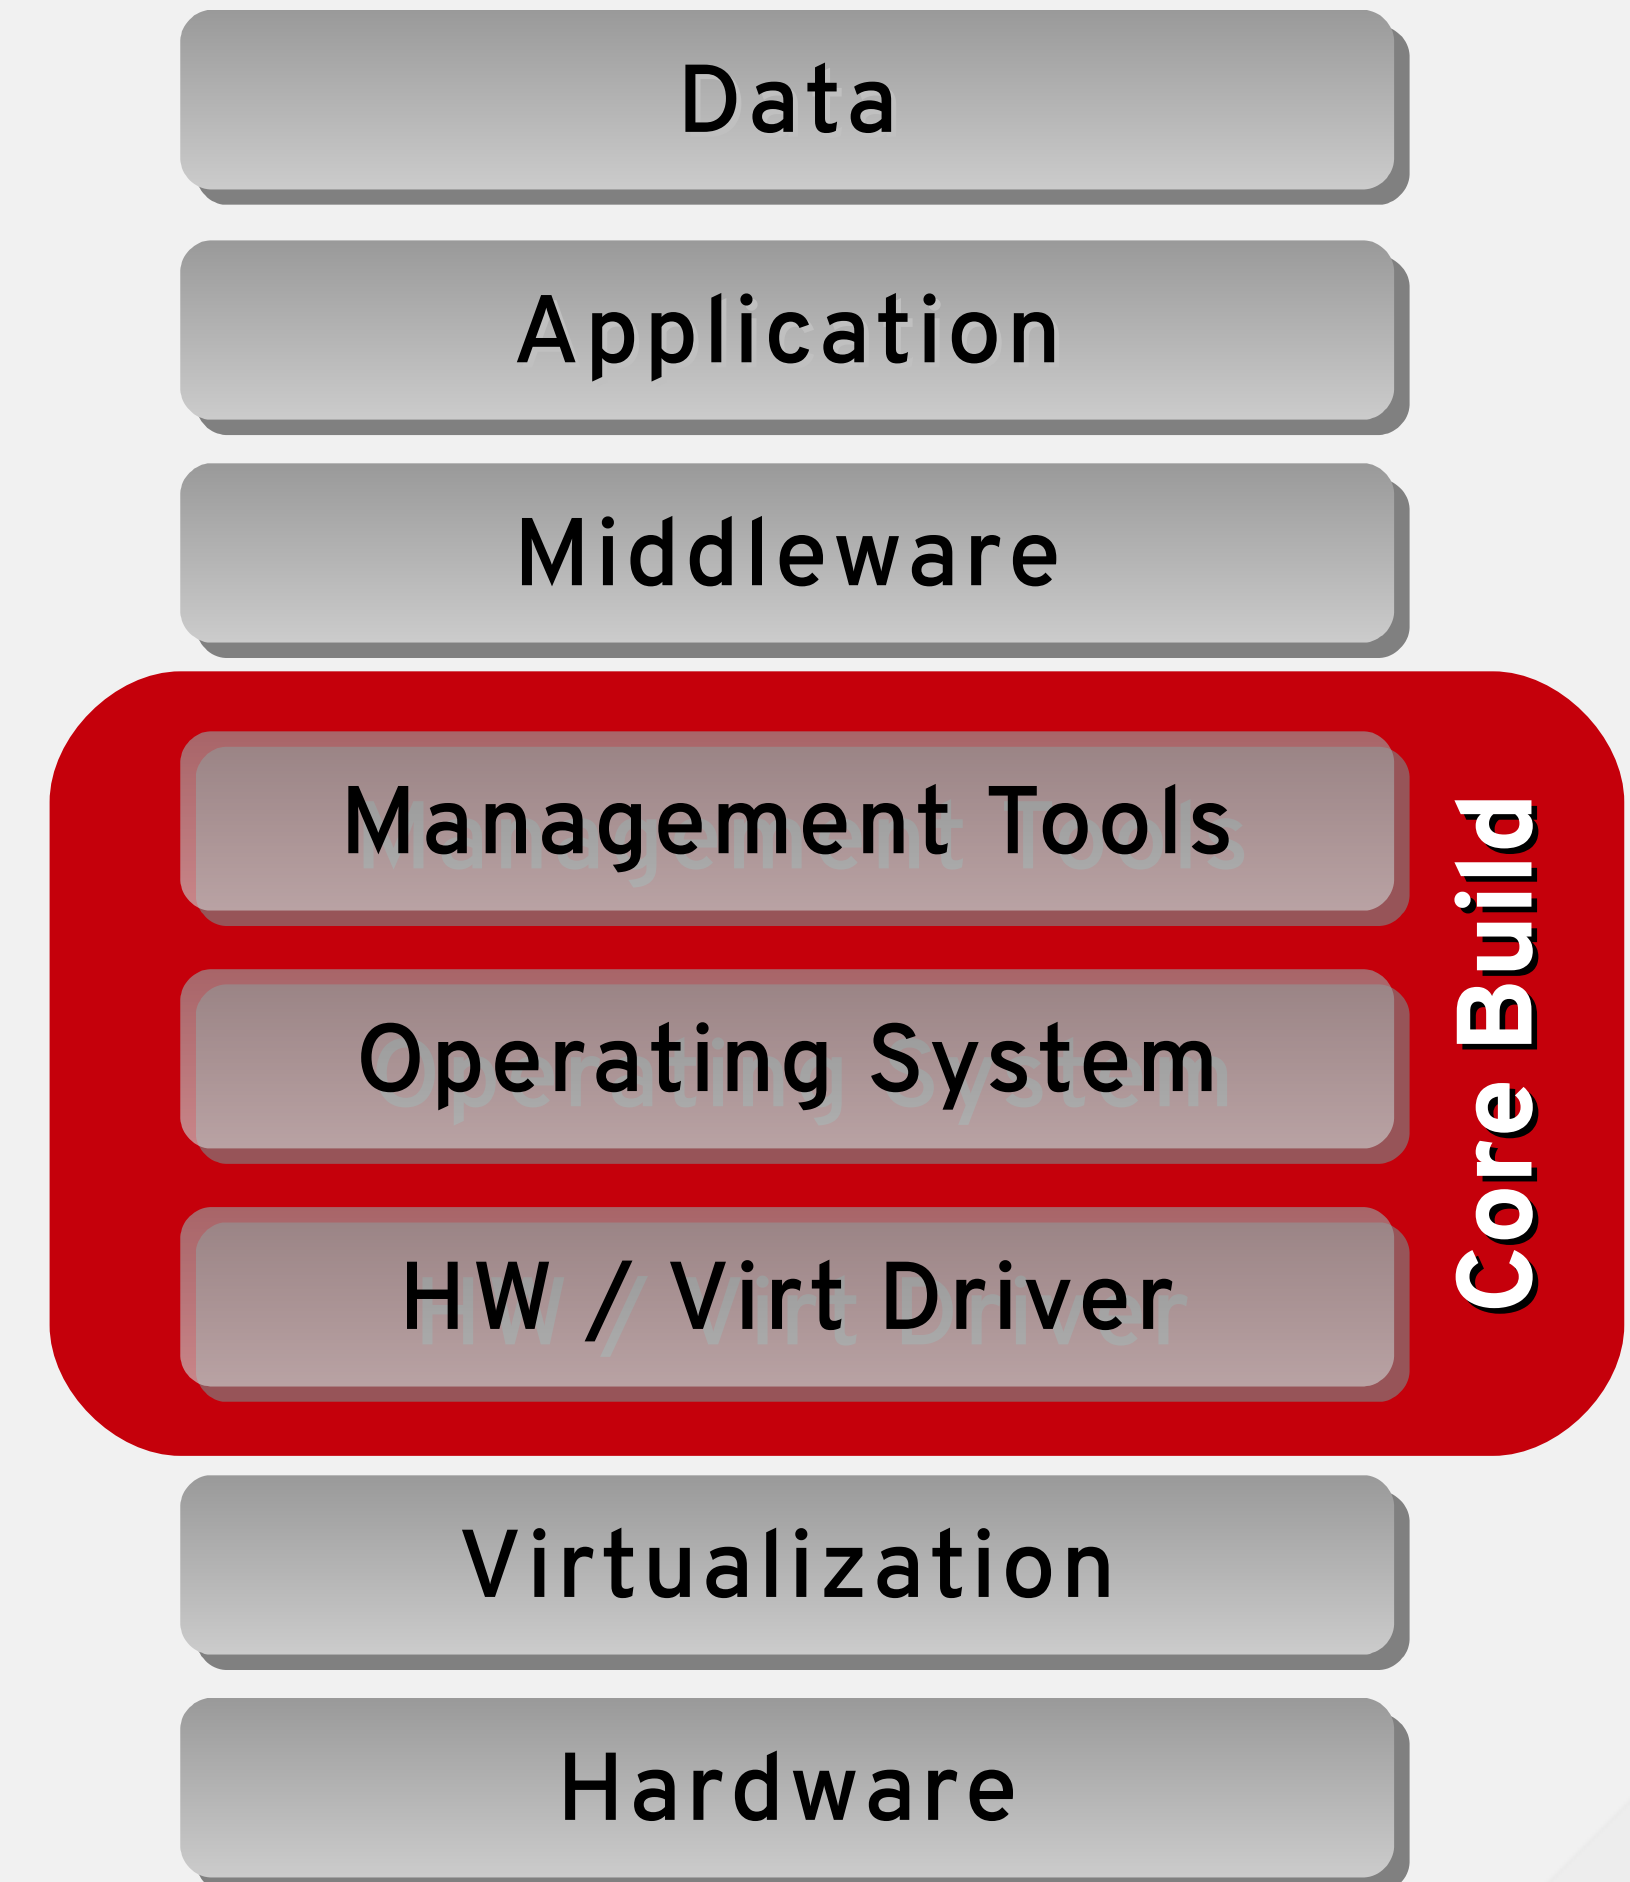 Data
Application
Middleware
Management Tools
Operating System
HW / Virt Driver
Core Build
Virtualization
Hardware